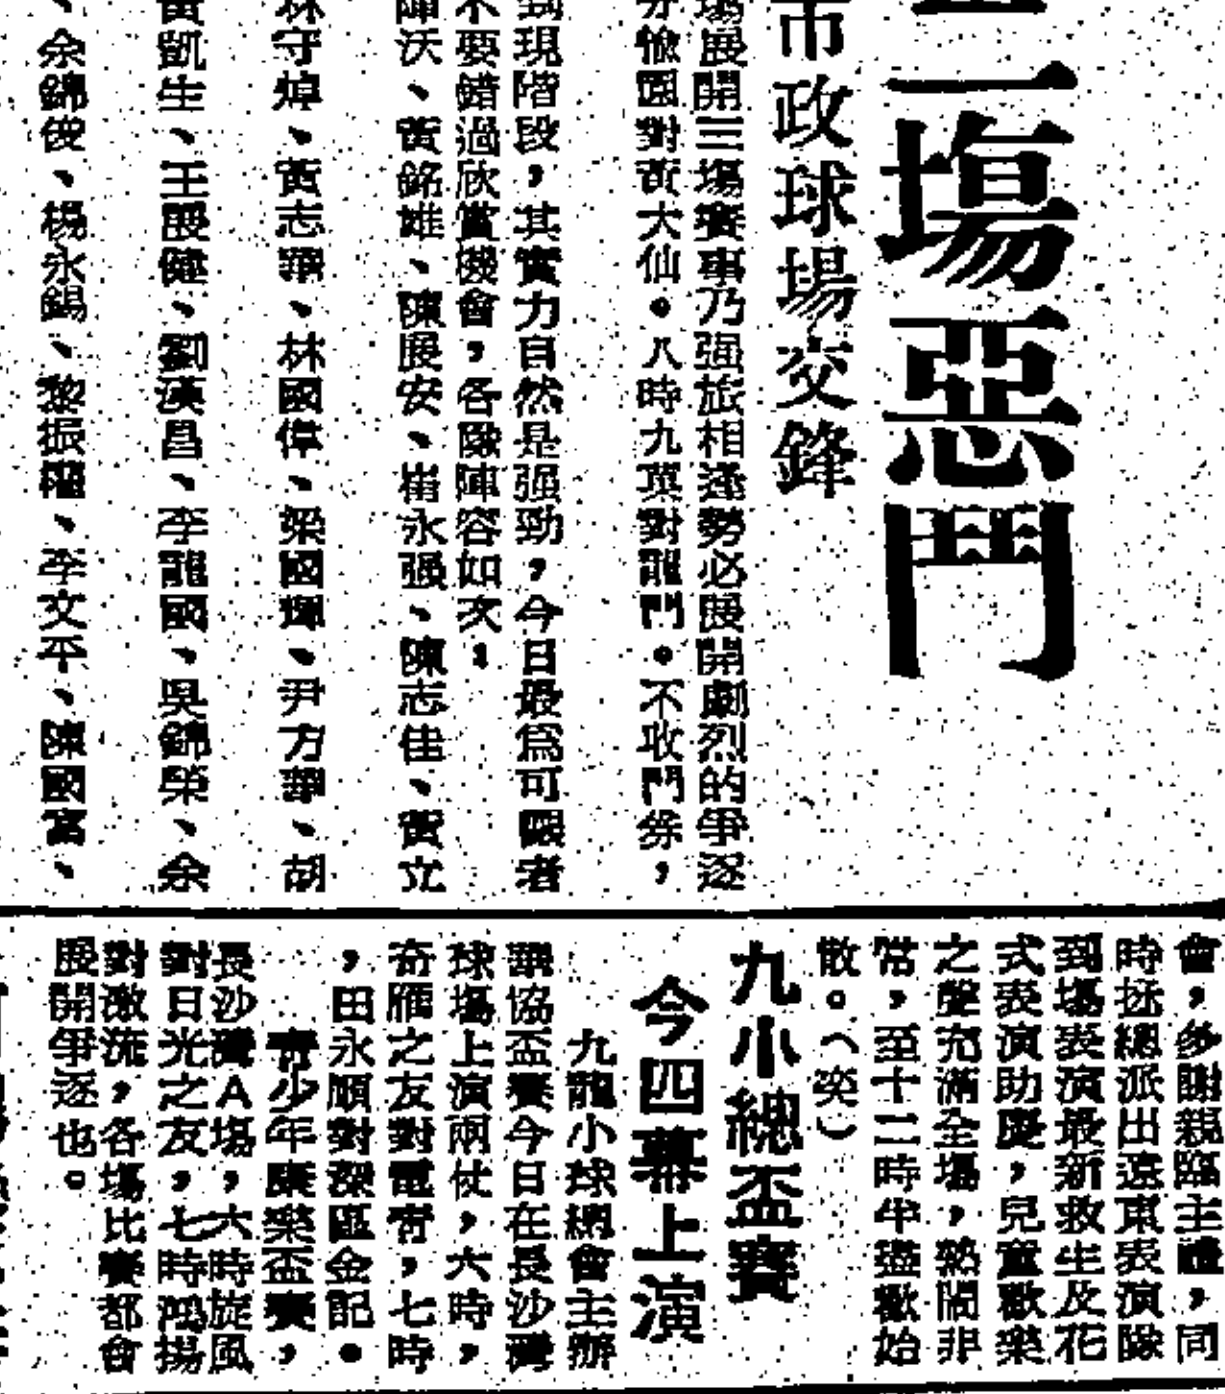 二場惡鬥
市政球場交鋒
場展開三場賽事乃强旅相逢勢必展開劇烈的爭逐
愉園對黃大仙。八時九菓對龍門。不收門券，
到現階段，其實力自然是强勁，今日最爲可觀者
不要錯過欣賞機會，各隊陣容如次：
陳沃、黃銘雄、陳展安、崔永强、陳志佳、黃立
林守焯、黃志華、林國偉、梁國輝、尹方華、胡
黃凱生、王展健、劉漢昌、李龍國、吳錦榮、余
、余錦俊、楊永錫、黎振權、李文平、陳國富、
會，參謝親臨主禮，同
時拯總派出遠東表演隊
到場表演最新救生及花
式表演助慶，兒童歡樂
之聲充滿全場，熱鬧非
常，至十二時半盡歡始
散。（奕）
九小總盃賽
今四幕上演
九龍小球網會主辦
華協盃賽今日在長沙灣
球場上演兩仗，六時，
奇雁之友對電青，七時
，田永順對深區金記。
青少年康樂盃賽，
長沙灣A場，六時旋風
對日光之友，七時鴻揚
對激流，各場比賽都會
展開爭逐也。